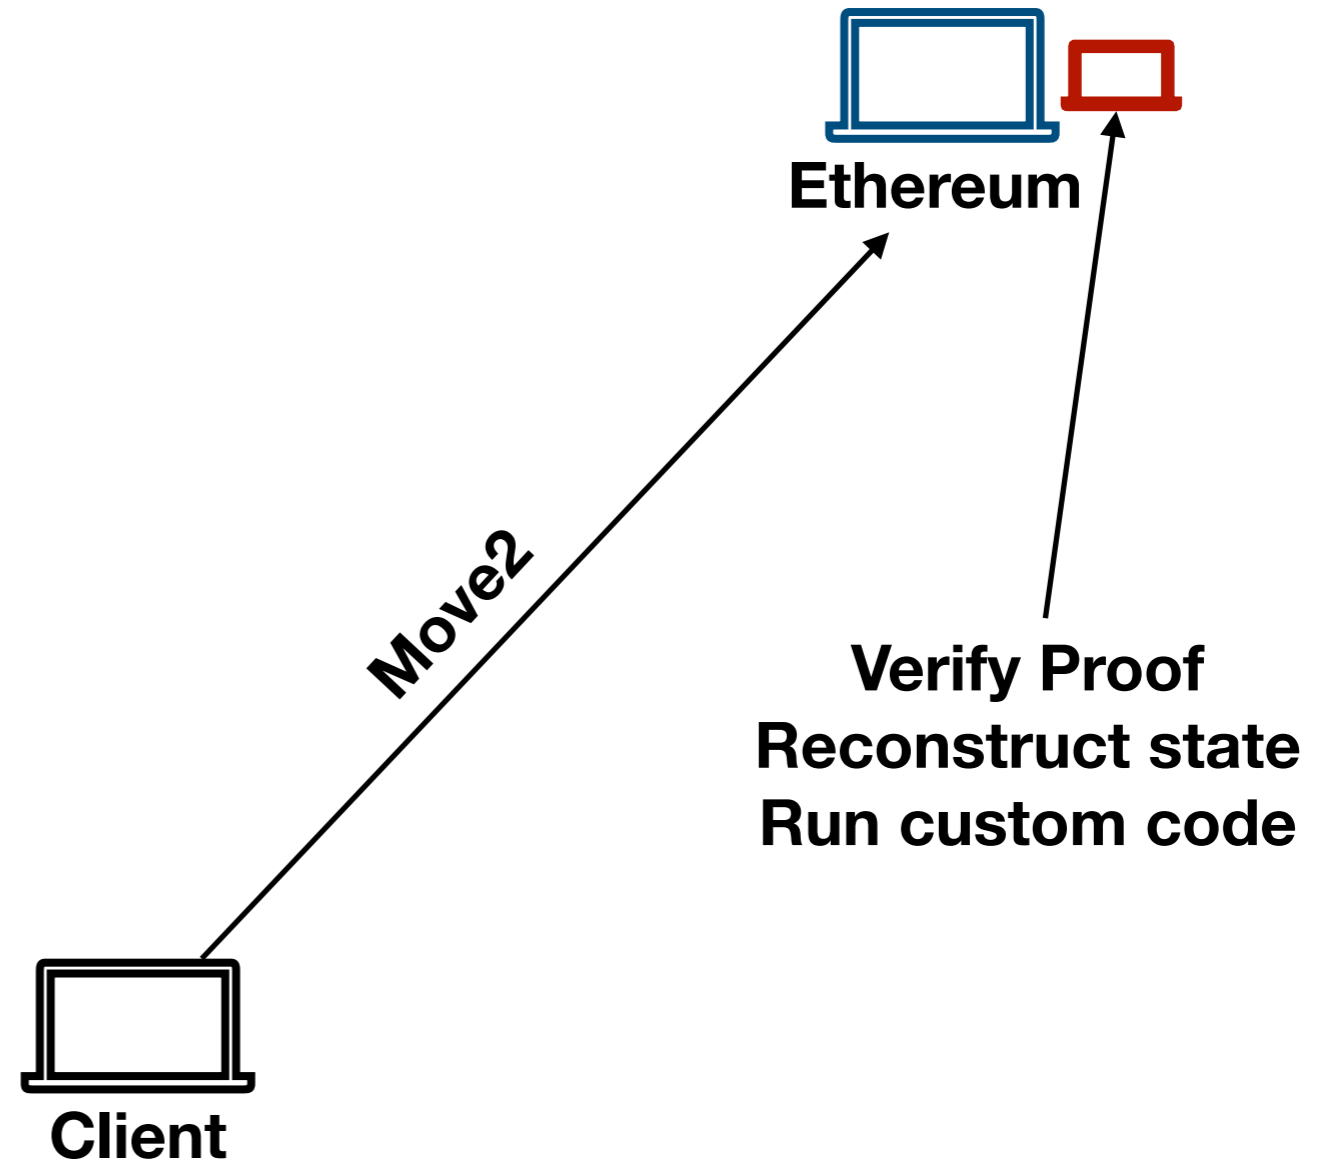 Ethereum
Move2
Verify Proof
Reconstruct state
Run custom code
Client